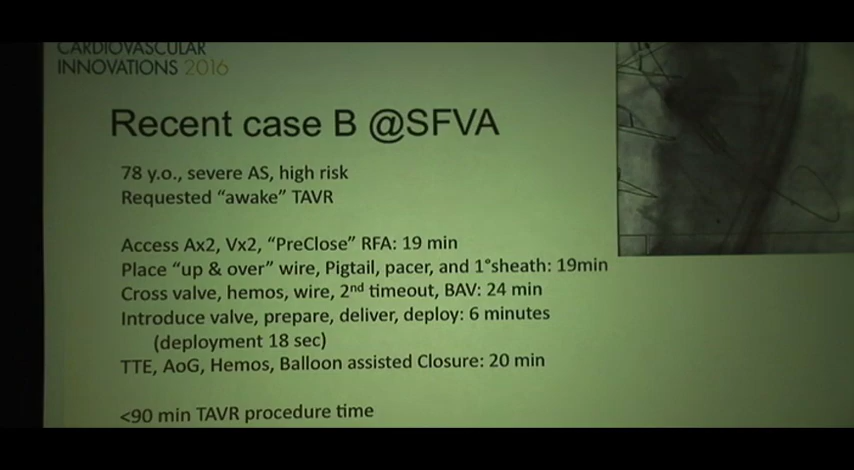 CARDIOVASCULAR
INNOVATIONS 2016
Recent case B @SFVA
78 y.o., severe AS, high risk
Requested “awake” TAVR
Access Ax2, Vx2, “PreClose” RFA: 19 min
Place “up & over” wire, Pigtail, pacer, and 1°sheath: 19min
Cross valve, hemos, wire, 2nd timeout, BAV: 24 min
Introduce valve, prepare, deliver, deploy: 6 minutes
(deployment 18 sec)
TTE, AoG, Hemos, Balloon assisted Closure: 20 min
<90 min TAVR procedure time